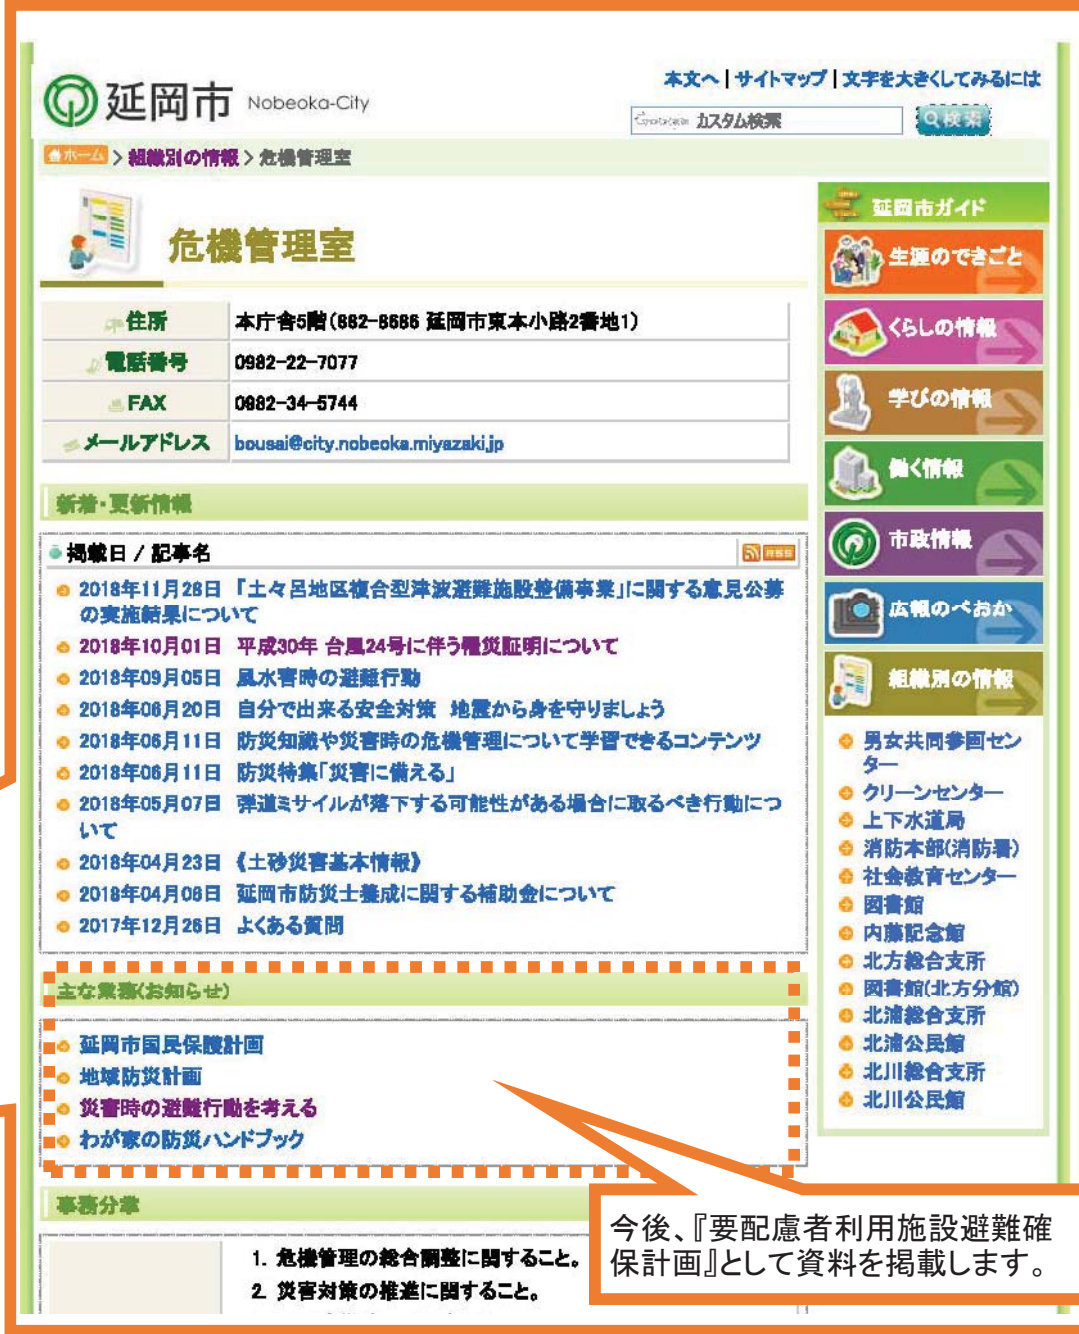 延岡市 Nobeoka-City
本文へ | サイトマップ | 文字を大きくしてみるには
カスタム検索
検索
ホーム > 組織別の情報 > 危機管理室
危機管理室
住所 本庁舎5階(882-8686 延岡市東本小路2番地1)
電話番号 0982-22-7077
FAX 0982-34-5744
メールアドレス bousai@city.nobeoka.miyazaki.jp
新着・更新情報
掲載日 / 記事名
RSS
2018年11月28日 『土々呂地区複合型津波避難施設整備事業』に関する意見公募
の実施結果について
2018年10月01日 平成30年 台風24号に伴う罹災証明について
2018年09月05日 風水害時の避難行動
2018年06月20日 自分で出来る安全対策 地震から身を守りましょう
2018年06月11日 防災知識や災害時の危機管理について学習できるコンテンツ
2018年06月11日 防災特集「災害に備える」
2018年05月07日 弾道ミサイルが落下する可能性がある場合に取るべき行動につ
いて
2018年04月23日 《土砂災害基本情報》
2018年04月06日 延岡市防災士養成に関する補助金について
2017年12月26日 よくある質問
主な業務(お知らせ)
延岡市国民保護計画
地域防災計画
災害時の避難行動を考える
わが家の防災ハンドブック
事務分掌
1. 危機管理の総合調整に関すること。
2. 災害対策の推進に関すること。
今後、『要配慮者利用施設避難確
保計画』として資料を掲載します。
延岡市ガイド
生涯のできごと
くらしの情報
学びの情報
働く情報
市政情報
広報のべおか
組織別の情報
男女共同参画セン
ター
クリーンセンター
上下水道局
消防本部(消防署)
社会教育センター
図書館
内藤記念館
北方総合支所
図書館(北方分館)
北浦総合支所
北浦公民館
北川総合支所
北川公民館